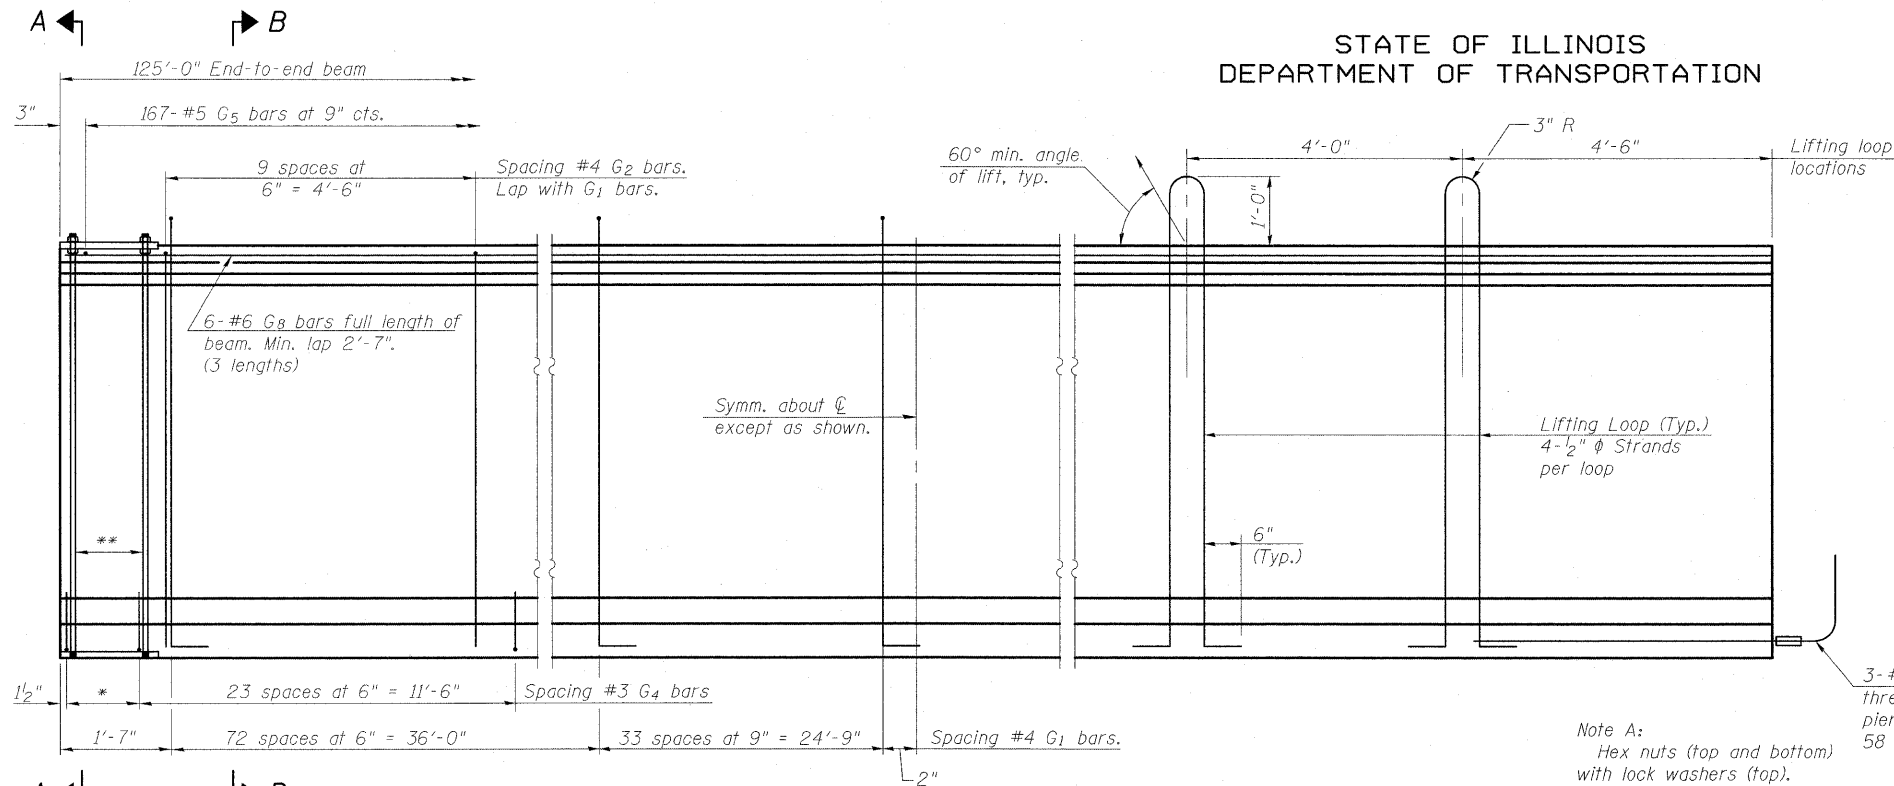 A
B
STATE OF ILLINOIS
DEPARTMENT OF TRANSPORTATION
125'-0" End-to-end beam
3"
167- #5 G5 bars at 9" cts.
3" R
9 spaces at
6" = 4'-6"
Spacing #4 G2 bars.
Lap with G1 bars.
60° min. angle
of lift, typ.
4'-0"
4'-6"
Lifting loop
locations
1'-0"
6- #6 G8 bars full length of
beam. Min. lap 2'-7".
(3 lengths)
Symm. about ℄
except as shown.
Lifting Loop (Typ.)
4-½" ϕ Strands
per loop
**
6"
(Typ.)
1½"
*
23 spaces at 6" = 11'-6"
Spacing #3 G4 bars
1'-7"
72 spaces at 6" = 36'-0"
33 spaces at 9" = 24'-9"
Spacing #4 G1 bars.
2"
3- #
thre
pier
58
Note A:
Hex nuts (top and bottom)
with lock washers (top).